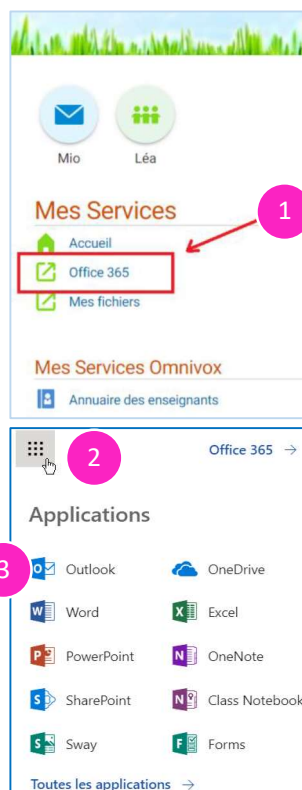 Mio Léa
Mes Services
1
Accueil
Office 365
Mes fichiers
Mes Services Omnivox
Annuaire des enseignants
2
Office 365 →
Applications
3
Outlook OneDrive
Word Excel
PowerPoint OneNote
SharePoint Class Notebook
Sway Forms
Toutes les applications →